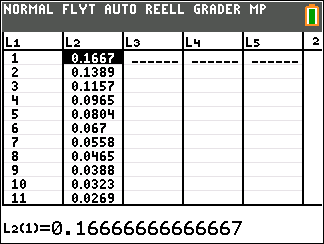 NORMAL FLYT AUTO REELL GRADER MP
L1 L2 L3 L4 L5 2
1 0.1667 ------ ------ ------
2 0.1389
3 0.1157
4 0.0965
5 0.0804
6 0.067
7 0.0558
8 0.0465
9 0.0388
10 0.0323
11 0.0269
L2(1)=0.16666666666667